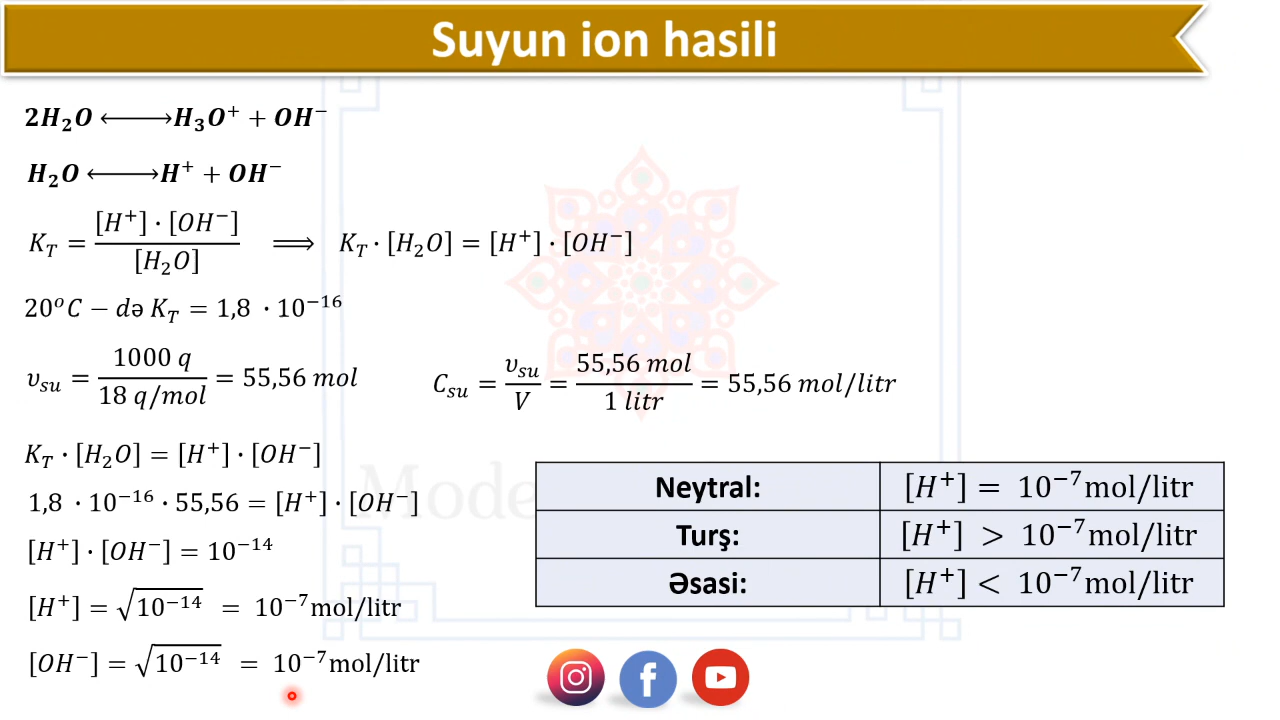 Suyun ion hasili
2H₂O ⟷ H₃O⁺ + OH⁻
H₂O ⟷ H⁺ + OH⁻
K_T = [H⁺] · [OH⁻] / [H₂O] ⟹ K_T · [H₂O] = [H⁺] · [OH⁻]
20°C − də K_T = 1,8 · 10⁻¹⁶
υ_su = 1000 q / 18 q/mol = 55,56 mol
C_su = υ_su / V = 55,56 mol / 1 litr = 55,56 mol/litr
K_T · [H₂O] = [H⁺] · [OH⁻]
1,8 · 10⁻¹⁶ · 55,56 = [H⁺] · [OH⁻]
[H⁺] · [OH⁻] = 10⁻¹⁴
[H⁺] = √10⁻¹⁴ = 10⁻⁷mol/litr
[OH⁻] = √10⁻¹⁴ = 10⁻⁷mol/litr
Neytral: [H⁺] = 10⁻⁷mol/litr
Turş: [H⁺] > 10⁻⁷mol/litr
Əsasi: [H⁺] < 10⁻⁷mol/litr